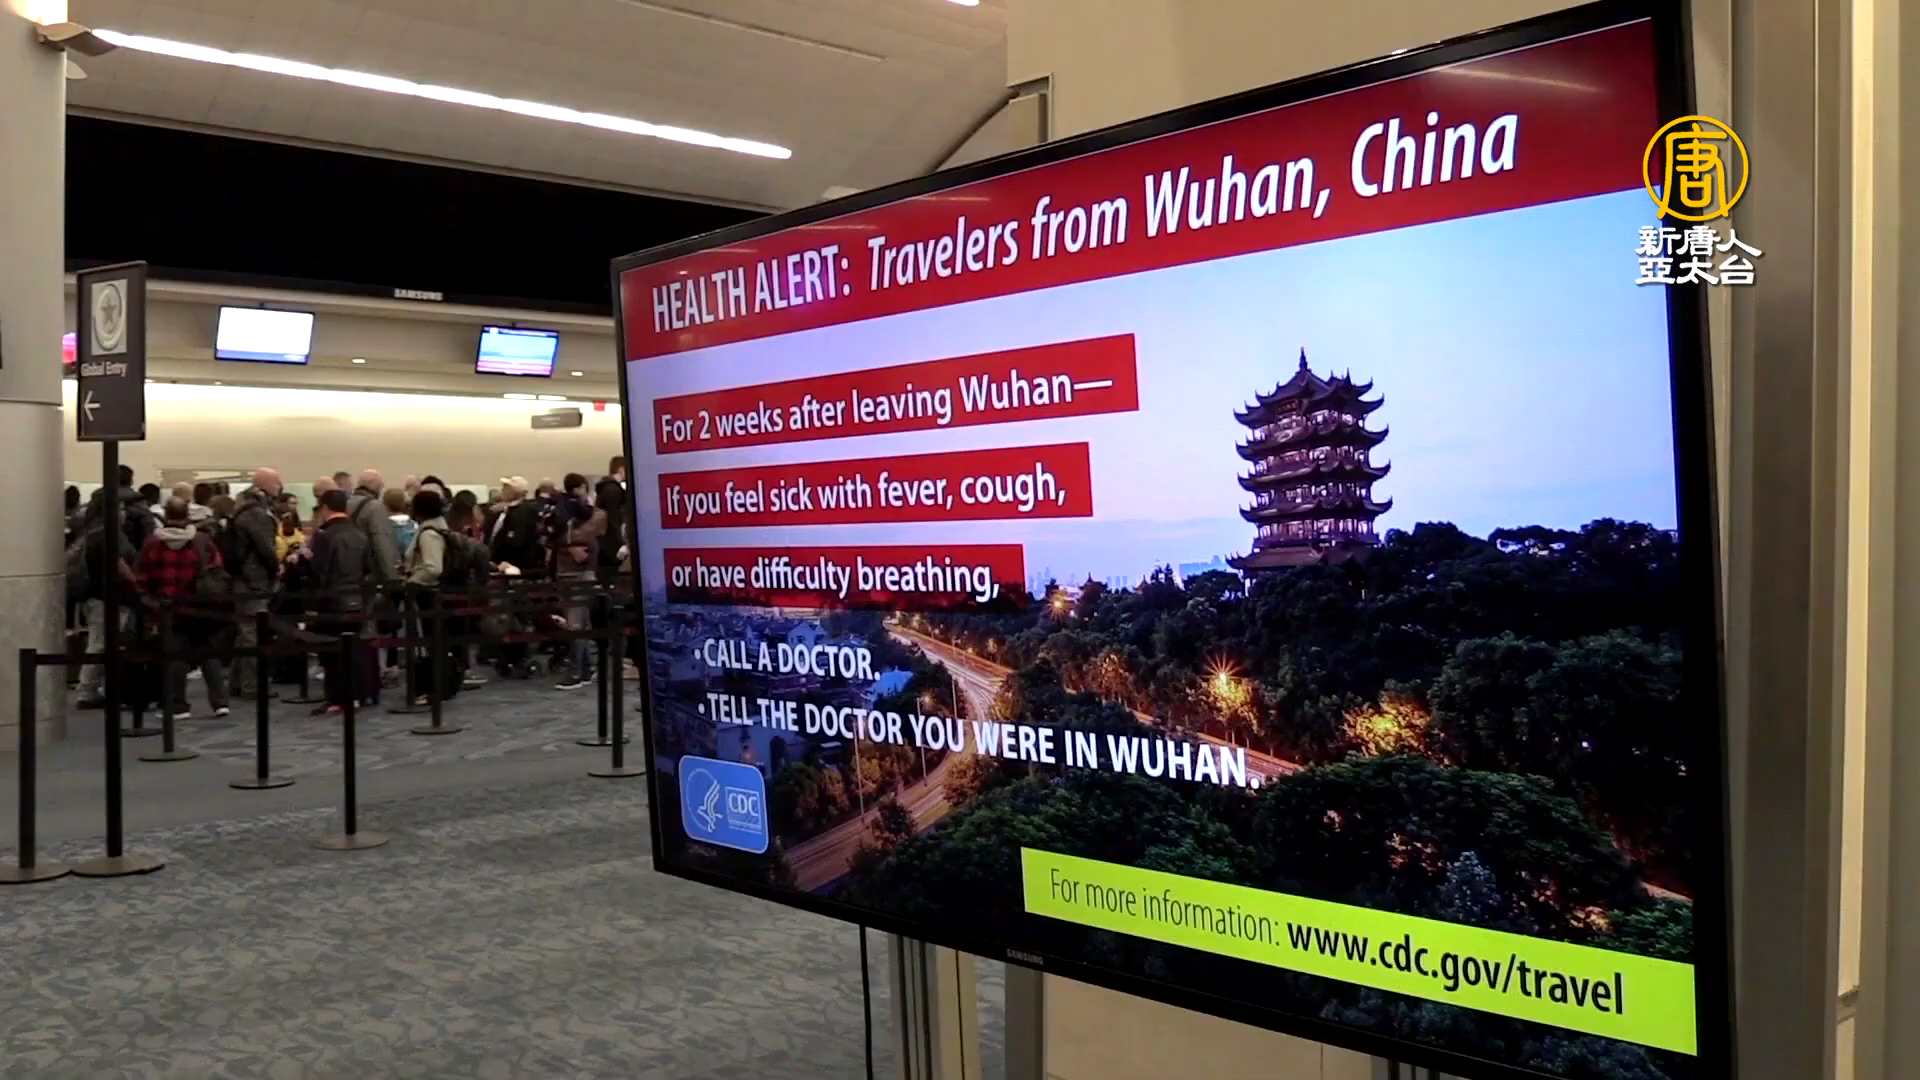 HEALTH ALERT: Travelers from Wuhan, China
For 2 weeks after leaving Wuhan—
If you feel sick with fever, cough,
or have difficulty breathing,
•CALL A DOCTOR.
•TELL THE DOCTOR YOU WERE IN WUHAN.
CDC
For more information: www.cdc.gov/travel
SAMSUNG
SAMSUNG
Global Entry
唐
新唐人
亞太台